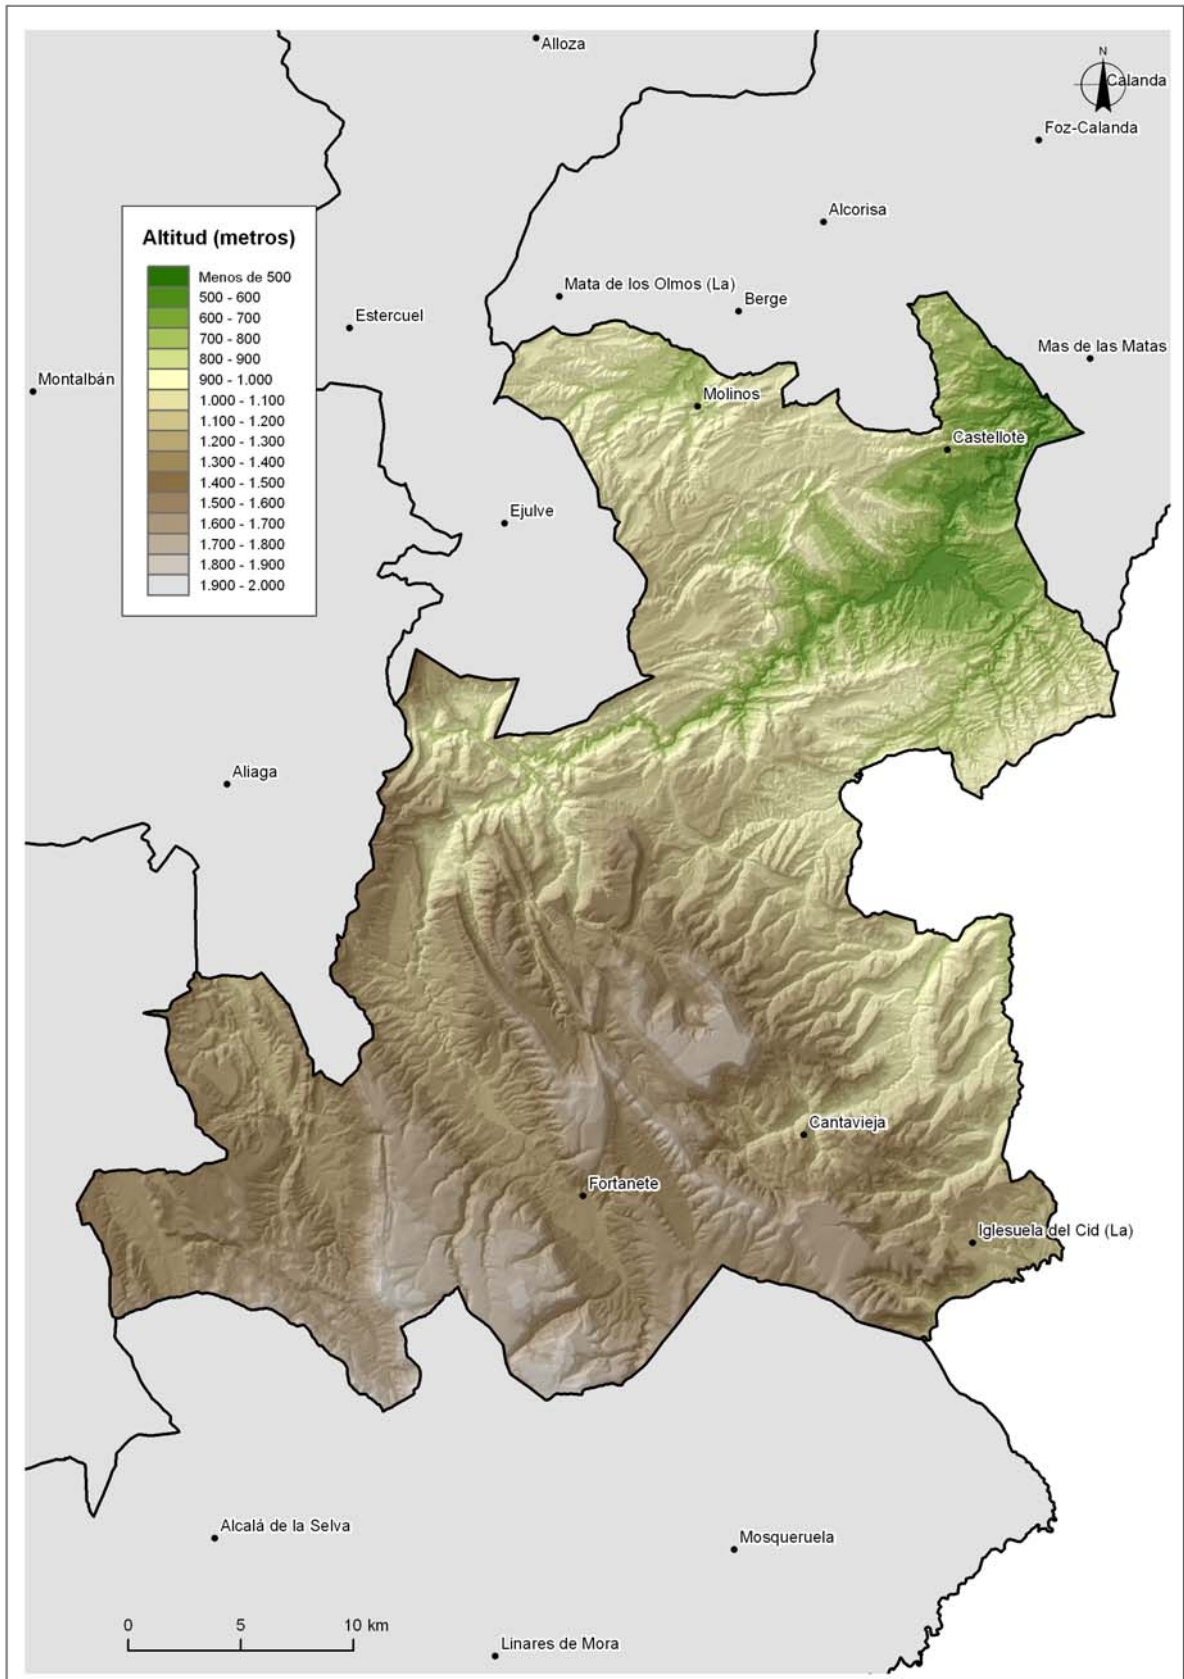 Alloza
N
Calanda
Foz-Calanda
Alcorisa
Altitud (metros)
Menos de 500
500 - 600
600 - 700
700 - 800
800 - 900
900 - 1.000
1.000 - 1.100
1.100 - 1.200
1.200 - 1.300
1.300 - 1.400
1.400 - 1.500
1.500 - 1.600
1.600 - 1.700
1.700 - 1.800
1.800 - 1.900
1.900 - 2.000
Mata de los Olmos (La)
Berge
Estercuel
Mas de las Matas
Montalbán
Molinos
Castellote
Ejulve
Aliaga
Cantavieja
Fortanete
Iglesuela del Cid (La)
Alcalá de la Selva
Mosqueruela
0 5 10 km
Linares de Mora